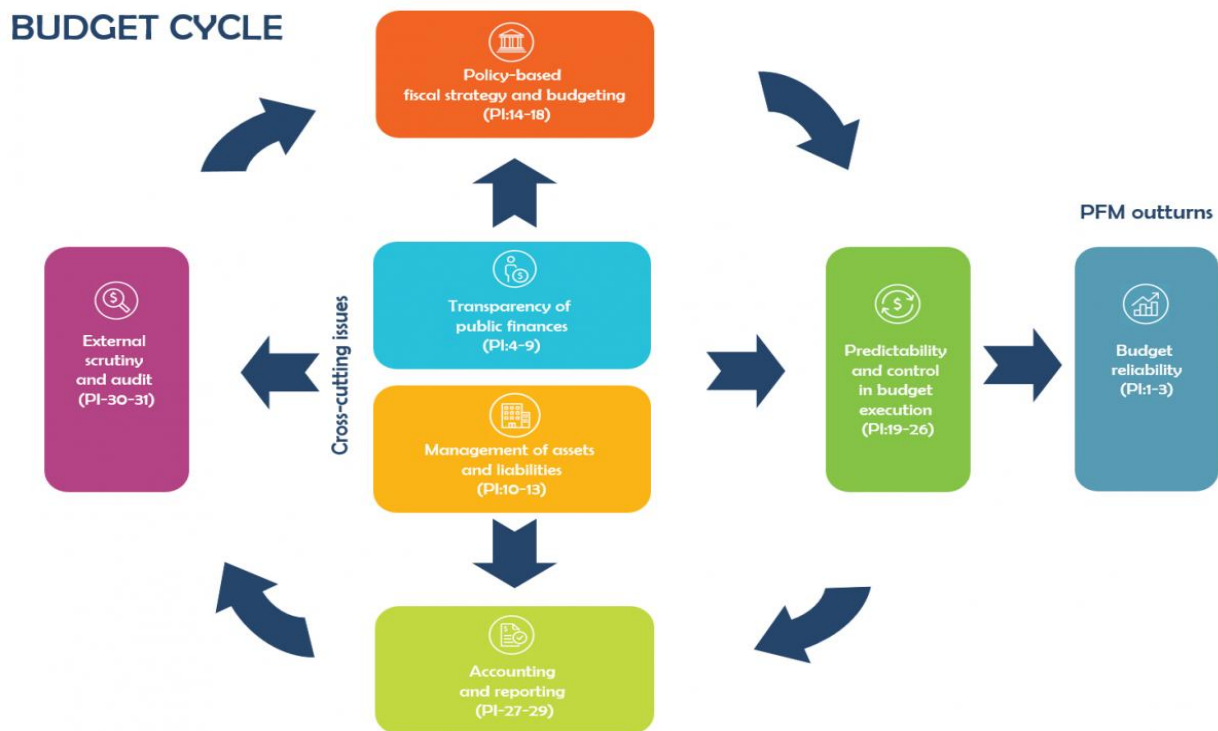 BUDGET CYCLE
Policy-based
fiscal strategy and budgeting
(PI:14-18)
PFM outturns
External
scrutiny
and audit
(PI-30-31)
Cross-cutting issues
Transparency of
public finances
(PI:4-9)
Management of assets
and liabilities
(PI:10-13)
Predictability
and control
in budget
execution
(PI:19-26)
Budget
reliability
(PI:1-3)
Accounting
and reporting
(PI-27-29)